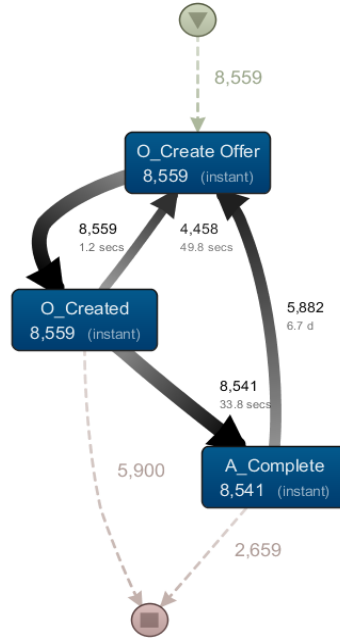 8,559
O_Create Offer
8,559 (instant)
8,559
1.2 secs
4,458
49.8 secs
O_Created
8,559 (instant)
5,882
6.7 d
8,541
33.8 secs
A_Complete
8,541 (instant)
5,900
2,659